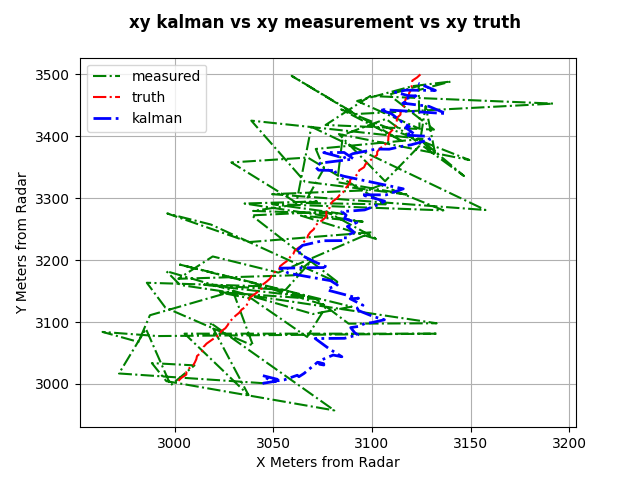 xy kalman vs xy measurement vs xy truth
measured
truth
kalman
3500
3400
3300
3200
3100
3000
Y Meters from Radar
3000 3050 3100 3150 3200
X Meters from Radar